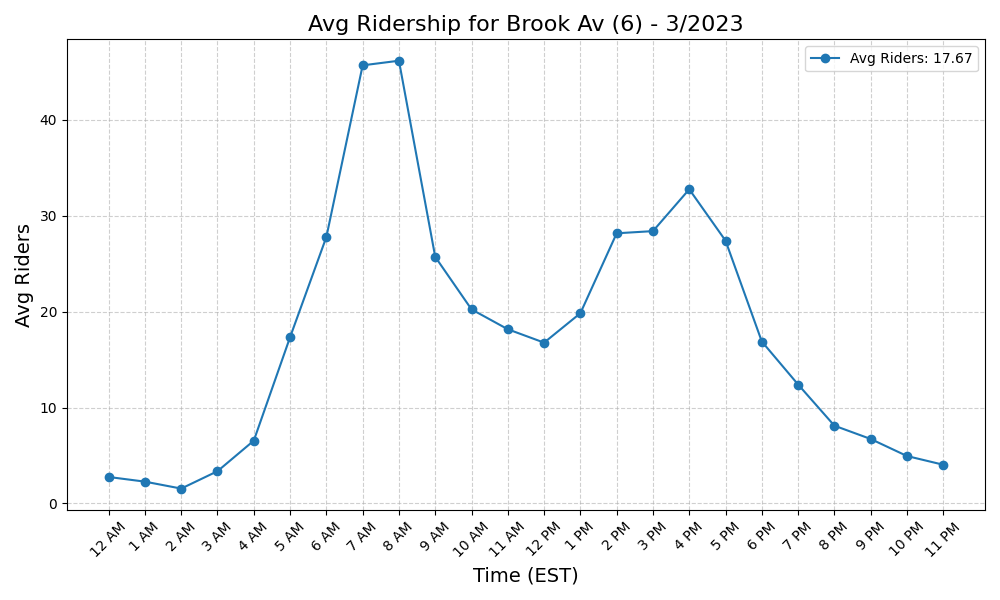 Avg Ridership for Brook Av (6) - 3/2023
Avg Riders: 17.67
Avg Riders
40
30
20
10
0
12 AM
1 AM
2 AM
3 AM
4 AM
5 AM
6 AM
7 AM
8 AM
9 AM
10 AM
11 AM
12 PM
1 PM
2 PM
3 PM
4 PM
5 PM
6 PM
7 PM
8 PM
9 PM
10 PM
11 PM
Time (EST)